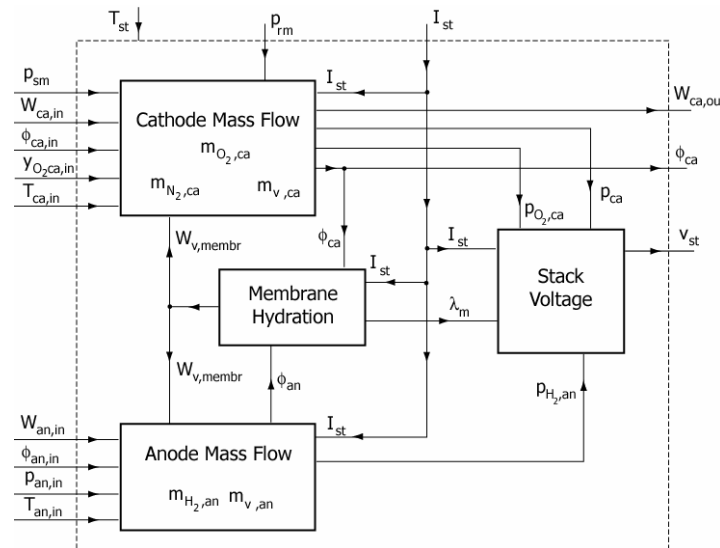 T_st
p_rm
I_st
p_sm
W_ca,in
ϕ_ca,in
y_O₂ca,in
T_ca,in
Cathode Mass Flow
m_O₂,ca
m_N₂,ca
m_v,ca
I_st
W_ca,ou
ϕ_ca
p_ca
p_O₂,ca
W_v,membr
ϕ_ca
I_st
I_st
v_st
Membrane
Hydration
λ_m
Stack
Voltage
W_v,membr
ϕ_an
p_H₂,an
W_an,in
ϕ_an,in
p_an,in
T_an,in
I_st
Anode Mass Flow
m_H₂,an
m_v,an